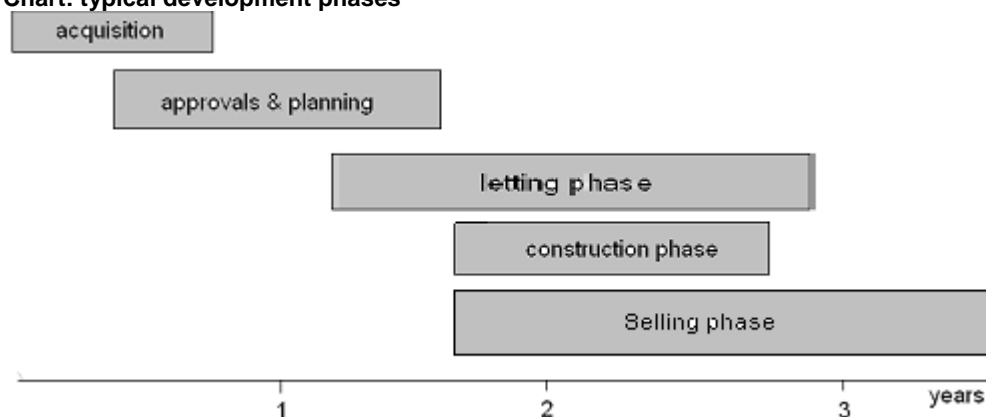 Chart: typical development phases
acquisition
approvals & planning
letting phase
construction phase
Selling phase
1 2 3 years